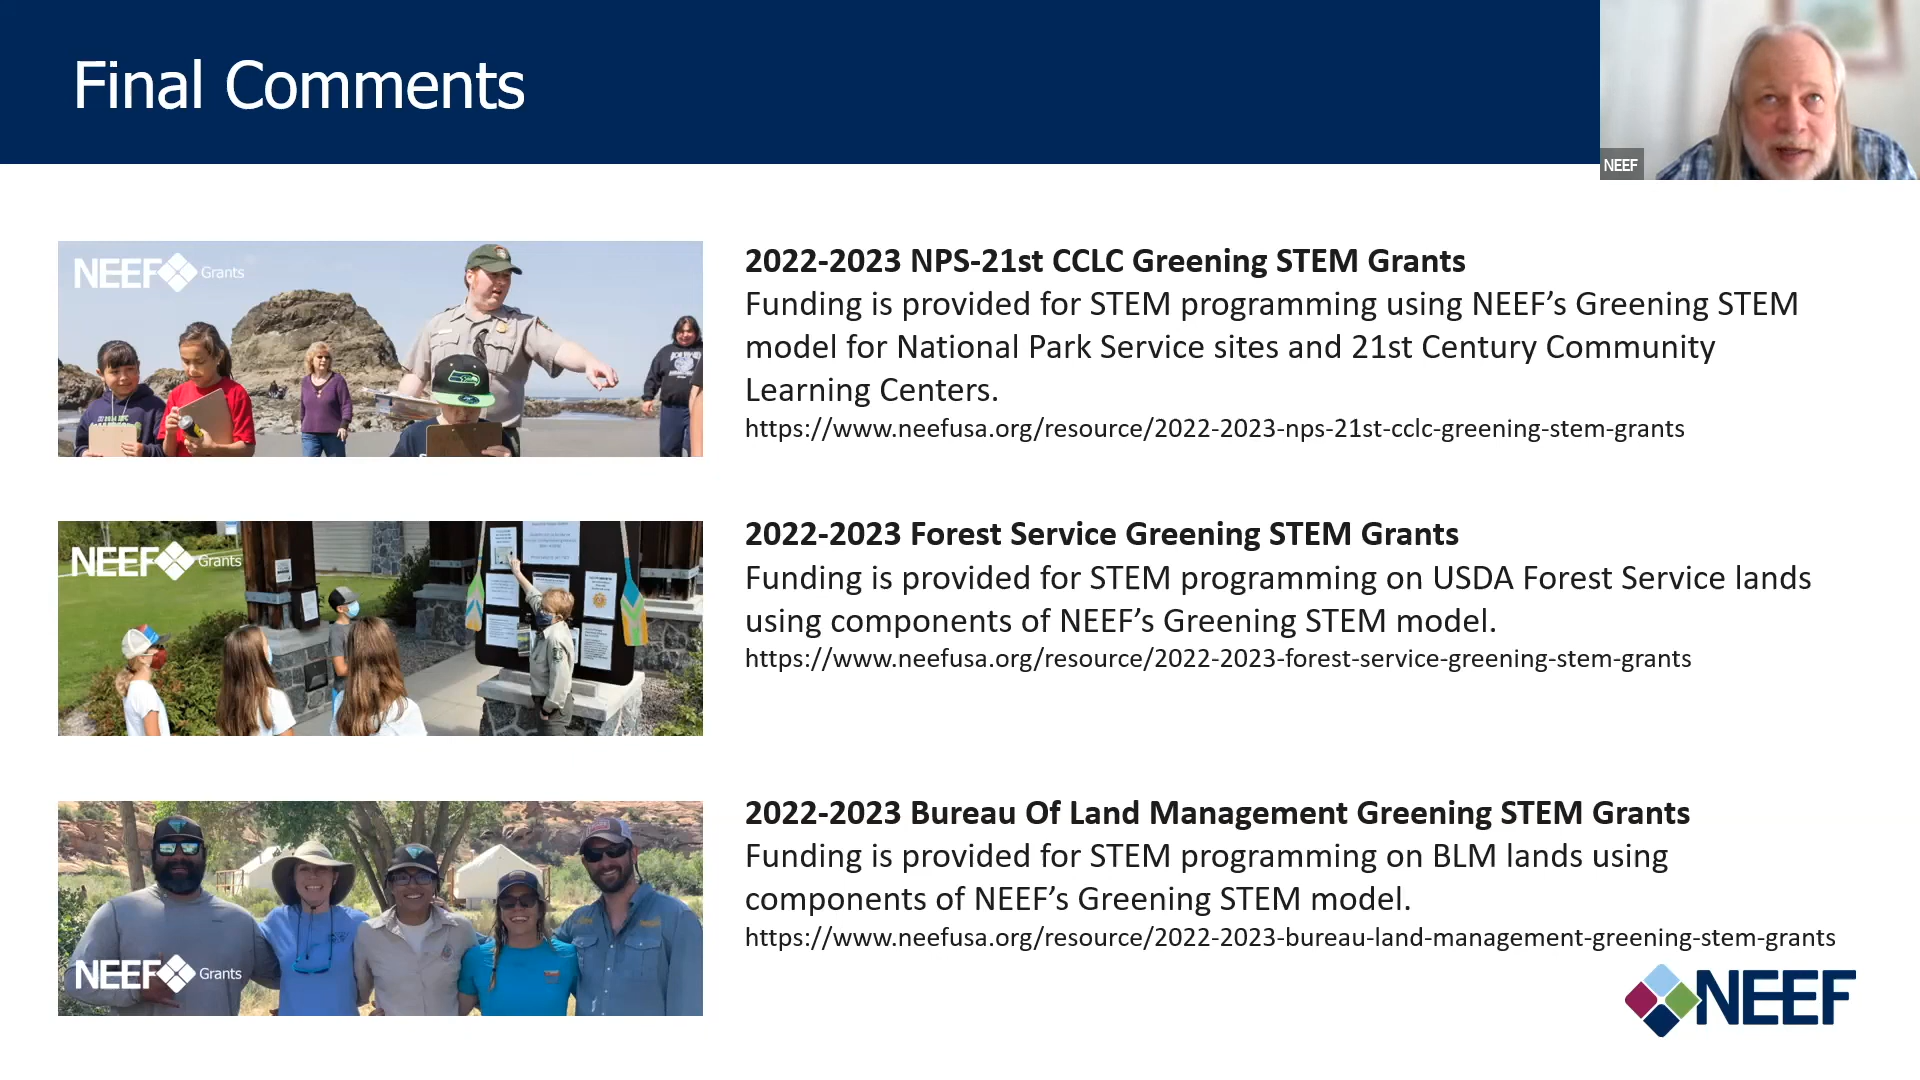 Final Comments
NEEF
NEEF Grants
2022-2023 NPS-21st CCLC Greening STEM Grants
Funding is provided for STEM programming using NEEF’s Greening STEM
model for National Park Service sites and 21st Century Community
Learning Centers.
https://www.neefusa.org/resource/2022-2023-nps-21st-cclc-greening-stem-grants
NEEF Grants
2022-2023 Forest Service Greening STEM Grants
Funding is provided for STEM programming on USDA Forest Service lands
using components of NEEF’s Greening STEM model.
https://www.neefusa.org/resource/2022-2023-forest-service-greening-stem-grants
NEEF Grants
2022-2023 Bureau Of Land Management Greening STEM Grants
Funding is provided for STEM programming on BLM lands using
components of NEEF’s Greening STEM model.
https://www.neefusa.org/resource/2022-2023-bureau-land-management-greening-stem-grants
NEEF